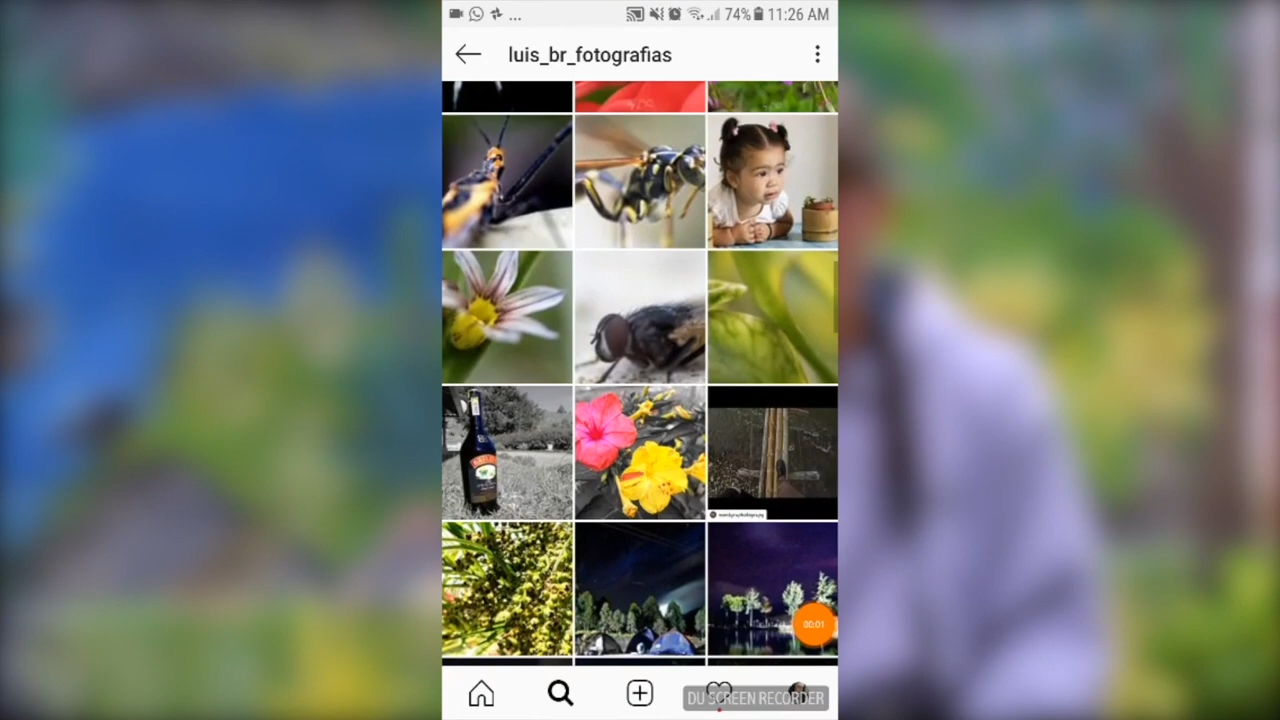 ... 74% 11:26 AM
luis_br_fotografias
00:01
DU SCREEN RECORDER